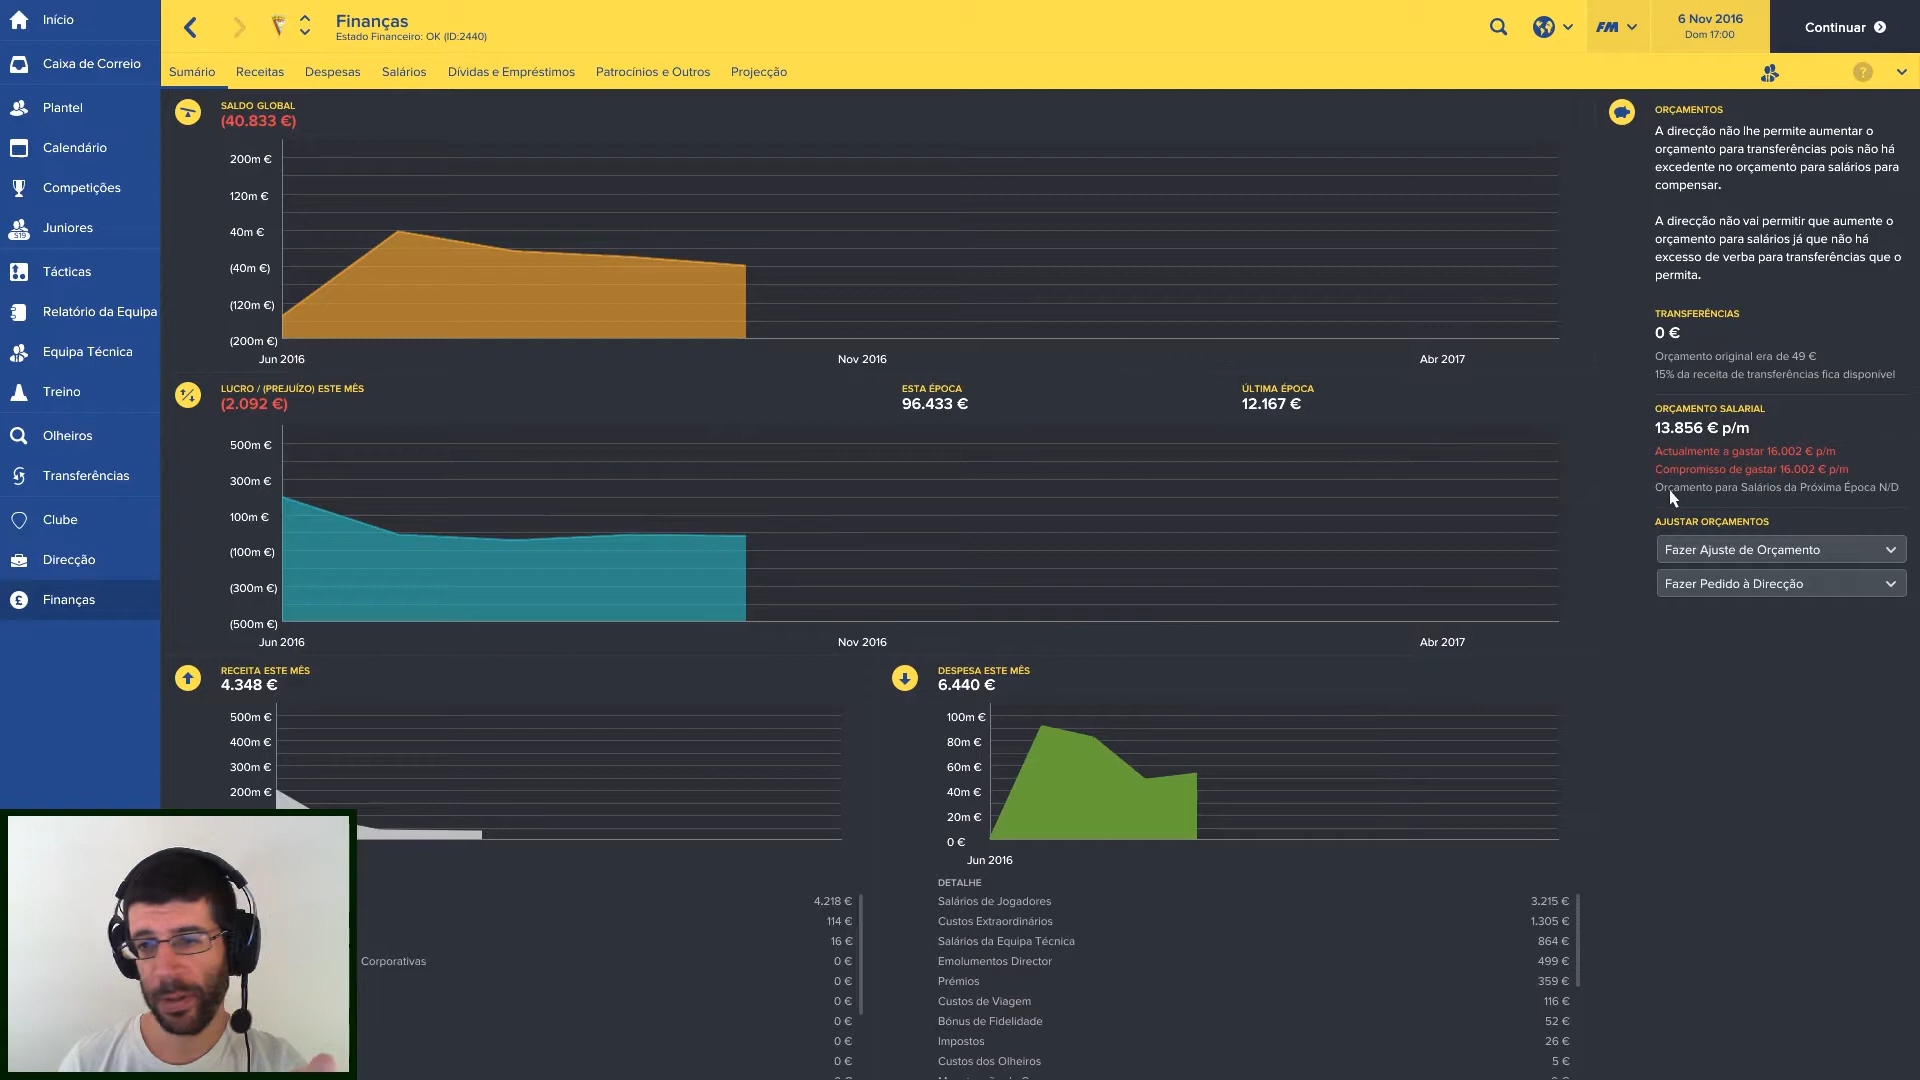 Início
Caixa de Correio
Plantel
Calendário
Competições
Juniores
S19
Tácticas
Relatório da Equipa
Equipa Técnica
Treino
Olheiros
Transferências
Clube
Direcção
Finanças
Finanças
Estado Financeiro: OK (ID:2440)
FM
6 Nov 2016
Dom 17:00
Continuar
Sumário
Receitas
Despesas
Salários
Dívidas e Empréstimos
Patrocínios e Outros
Projecção
?
SALDO GLOBAL
(40.833 €)
200m €
120m €
40m €
(40m €)
(120m €)
(200m €)
Jun 2016
Nov 2016
Abr 2017
LUCRO / (PREJUÍZO) ESTE MÊS
(2.092 €)
ESTA ÉPOCA
96.433 €
ÚLTIMA ÉPOCA
12.167 €
500m €
300m €
100m €
(100m €)
(300m €)
(500m €)
Jun 2016
Nov 2016
Abr 2017
RECEITA ESTE MÊS
4.348 €
500m €
400m €
300m €
200m €
4.218 €
114 €
16 €
Corporativas
0 €
0 €
0 €
0 €
0 €
0 €
DESPESA ESTE MÊS
6.440 €
100m €
80m €
60m €
40m €
20m €
0 €
Jun 2016
DETALHE
Salários de Jogadores
3.215 €
Custos Extraordinários
1.305 €
Salários da Equipa Técnica
864 €
Emolumentos Director
499 €
Prémios
359 €
Custos de Viagem
116 €
Bónus de Fidelidade
52 €
Impostos
26 €
Custos dos Olheiros
5 €
ORÇAMENTOS
A direcção não lhe permite aumentar o
orçamento para transferências pois não há
excedente no orçamento para salários para
compensar.
A direcção não vai permitir que aumente o
orçamento para salários já que não há
excesso de verba para transferências que o
permita.
TRANSFERÊNCIAS
0 €
Orçamento original era de 49 €
15% da receita de transferências fica disponível
ORÇAMENTO SALARIAL
13.856 € p/m
Actualmente a gastar 16.002 € p/m
Compromisso de gastar 16.002 € p/m
Orçamento para Salários da Próxima Época N/D
AJUSTAR ORÇAMENTOS
Fazer Ajuste de Orçamento
Fazer Pedido à Direcção